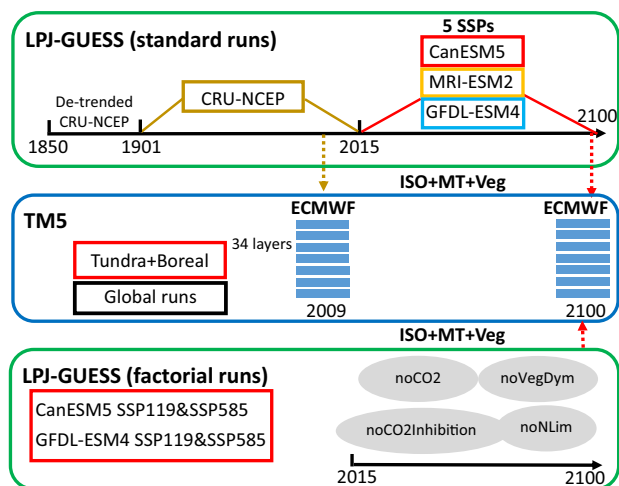 5 SSPs
LPJ-GUESS (standard runs)
CanESM5
MRI-ESM2
GFDL-ESM4
CRU-NCEP
De-trended
CRU-NCEP
2100
1850
1901
2015
ISO+MT+Veg
TM5
ECMWF
ECMWF
34 layers
Tundra+Boreal
Global runs
2009
2100
ISO+MT+Veg
LPJ-GUESS (factorial runs)
noCO2
noVegDym
CanESM5 SSP119&SSP585
GFDL-ESM4 SSP119&SSP585
noCO2Inhibition
noNLim
2015
2100